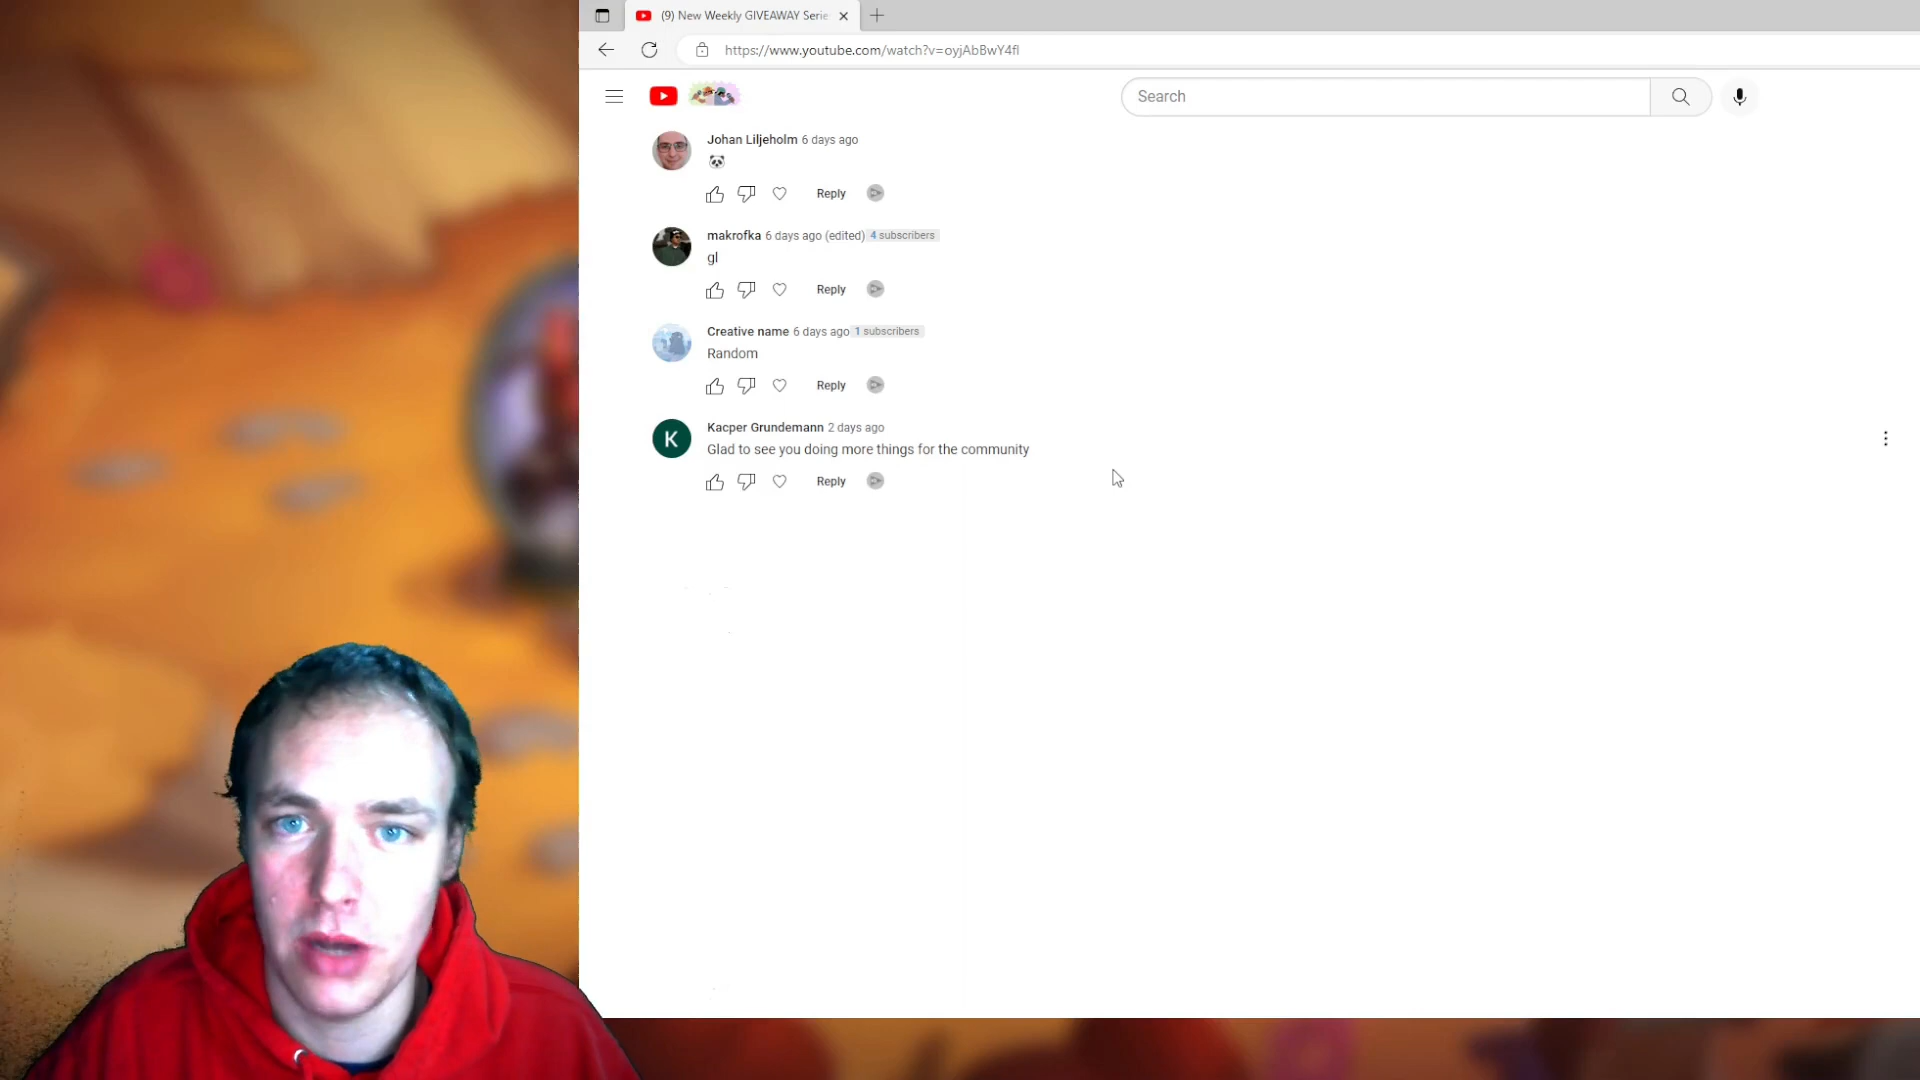 (9) New Weekly GIVEAWAY Serie
https://www.youtube.com/watch?v=oyjAbBwY4fI
Search
Johan Liljeholm 6 days ago
🐼
Reply
makrofka 6 days ago (edited) 4 subscribers
gl
Reply
Creative name 6 days ago 1 subscribers
Random
Reply
K
Kacper Grundemann 2 days ago
Glad to see you doing more things for the community
Reply